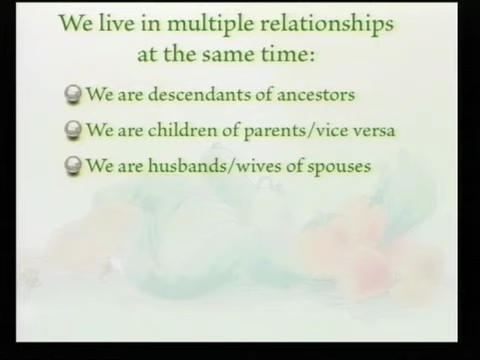 We live in multiple relationships
at the same time:
We are descendants of ancestors
We are children of parents/vice versa
We are husbands/wives of spouses